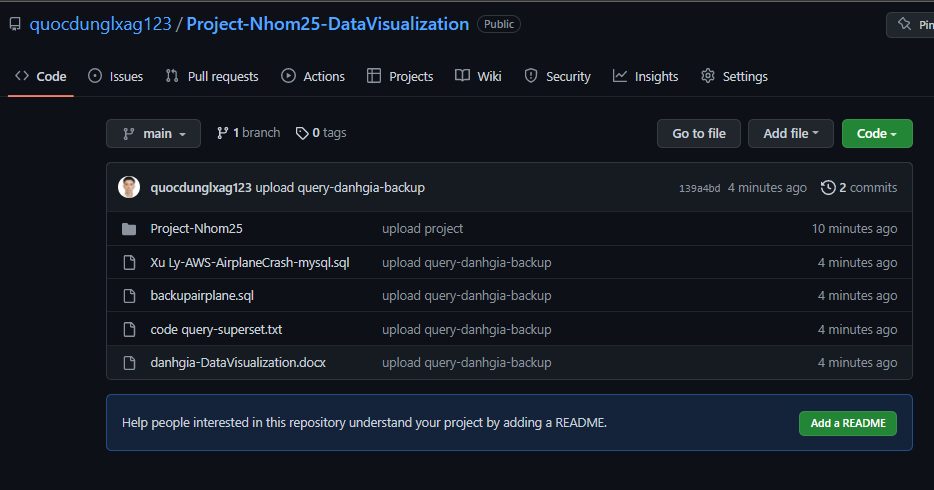 quocdunglxag123 / Project-Nhom25-DataVisualization Public Pin
Code Issues Pull requests Actions Projects Wiki Security Insights Settings
main 1 branch 0 tags Go to file Add file Code
quocdunglxag123 upload query-danhgia-backup 139a4bd 4 minutes ago 2 commits
Project-Nhom25 upload project 10 minutes ago
Xu Ly-AWS-AirplaneCrash-mysql.sql upload query-danhgia-backup 4 minutes ago
backupairplane.sql upload query-danhgia-backup 4 minutes ago
code query-superset.txt upload query-danhgia-backup 4 minutes ago
danhgia-DataVisualization.docx upload query-danhgia-backup 4 minutes ago
Help people interested in this repository understand your project by adding a README. Add a README